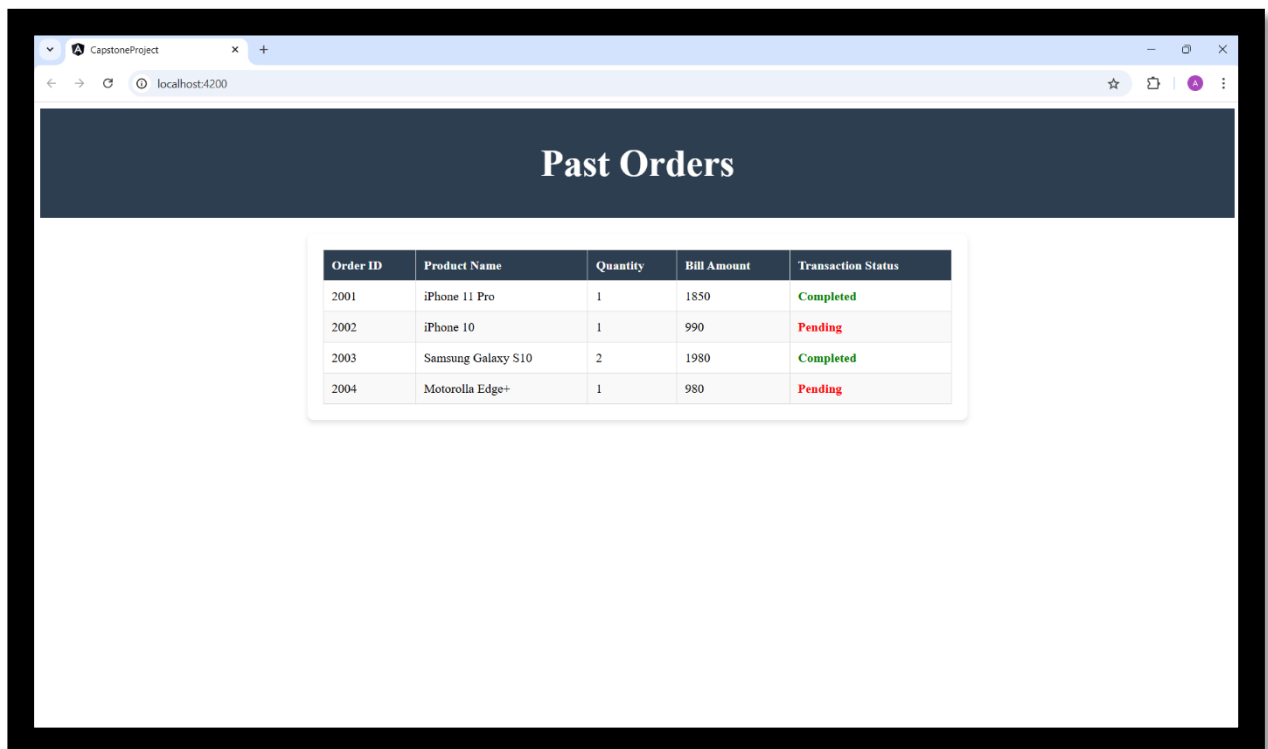 CapstoneProject
localhost:4200
A
Past Orders
Order ID Product Name Quantity Bill Amount Transaction Status
2001 iPhone 11 Pro 1 1850 Completed
2002 iPhone 10 1 990 Pending
2003 Samsung Galaxy S10 2 1980 Completed
2004 Motorolla Edge+ 1 980 Pending